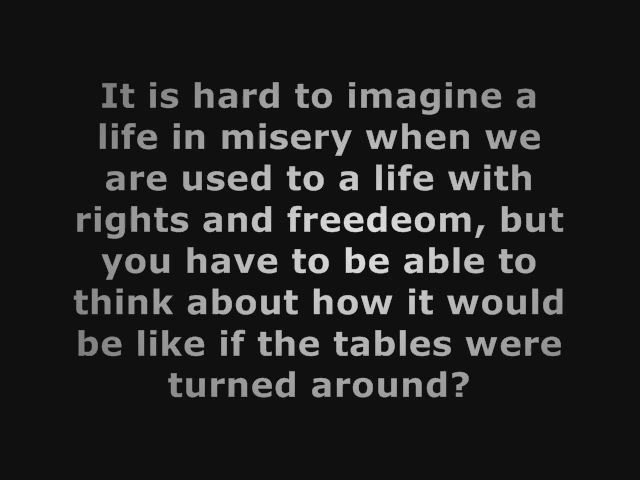 It is hard to imagine a
life in misery when we
are used to a life with
rights and freedeom, but
you have to be able to
think about how it would
be like if the tables were
turned around?